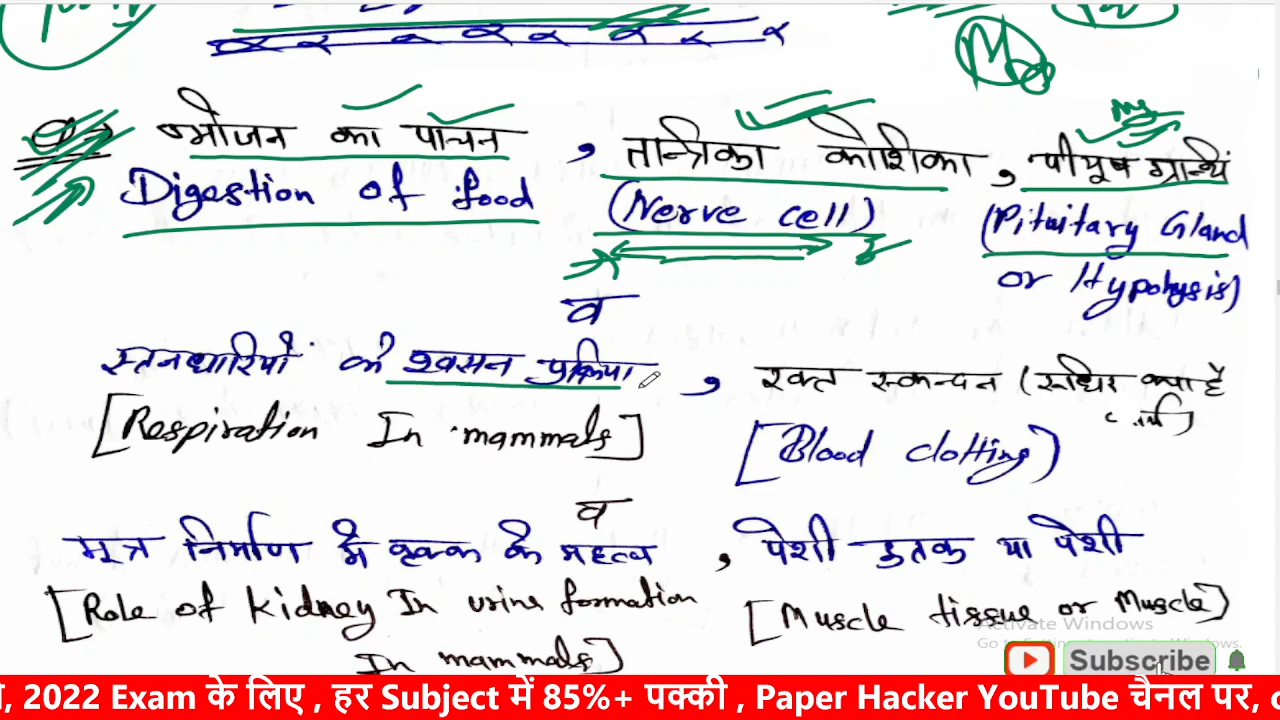 भोजन का पाचन , तान्त्रिका कोशिका , पीयूष ग्रन्थि
Digestion of food (Nerve cell) (Pituitary Gland
or Hypohysis)
व
स्तनधारियों की श्वसन प्रक्रिया , रक्त स्कन्दन (रूधिर क्या है
[Respiration In mammals] [Blood clotting)
व
मूत्र निर्माण में वृक्क के महत्व , पेशी ऊतक या पेशी
[Role of kidney In urine formation [Muscle tissue or Muscle]
In mammals]
Activate Windows
Subscribe
2022 Exam के लिए , हर Subject में 85%+ पक्की , Paper Hacker YouTube चैनल पर,